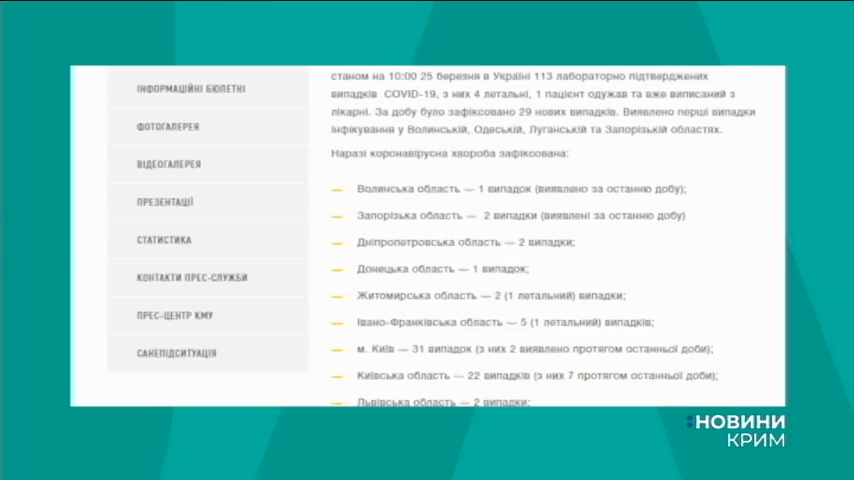 ІНФОРМАЦІЙНІ БЮЛЕТНІ
ФОТОГАЛЕРЕЯ
ВІДЕОГАЛЕРЕЯ
ПРЕЗЕНТАЦІЇ
СТАТИСТИКА
КОНТАКТИ ПРЕС-СЛУЖБИ
ПРЕС-ЦЕНТР КМУ
САНЕПІДСИТУАЦІЯ
станом на 10:00 25 березня в Україні 113 лабораторно підтверджених
випадків COVID-19, з них 4 летальні, 1 пацієнт одужав та вже виписаний з
лікарні. За добу було зафіксовано 29 нових випадків. Виявлено перші випадки
інфікування у Волинській, Одеській, Луганській та Запорізькій областях.
Наразі коронавірусна хвороба зафіксована:
— Волинська область — 1 випадок (виявлено за останню добу);
— Запорізька область — 2 випадки (виявлені за останню добу)
— Дніпропетровська область — 2 випадки;
— Донецька область — 1 випадок;
— Житомирська область — 2 (1 летальний) випадки;
— Івано-Франківська область — 5 (1 летальний) випадків;
— м. Київ — 31 випадок (з них 2 виявлено протягом останньої доби);
— Київська область — 22 випадків (з них 7 протягом останньої доби);
— Львівська область — 2 випадки;
:НОВИНИ
КРИМ